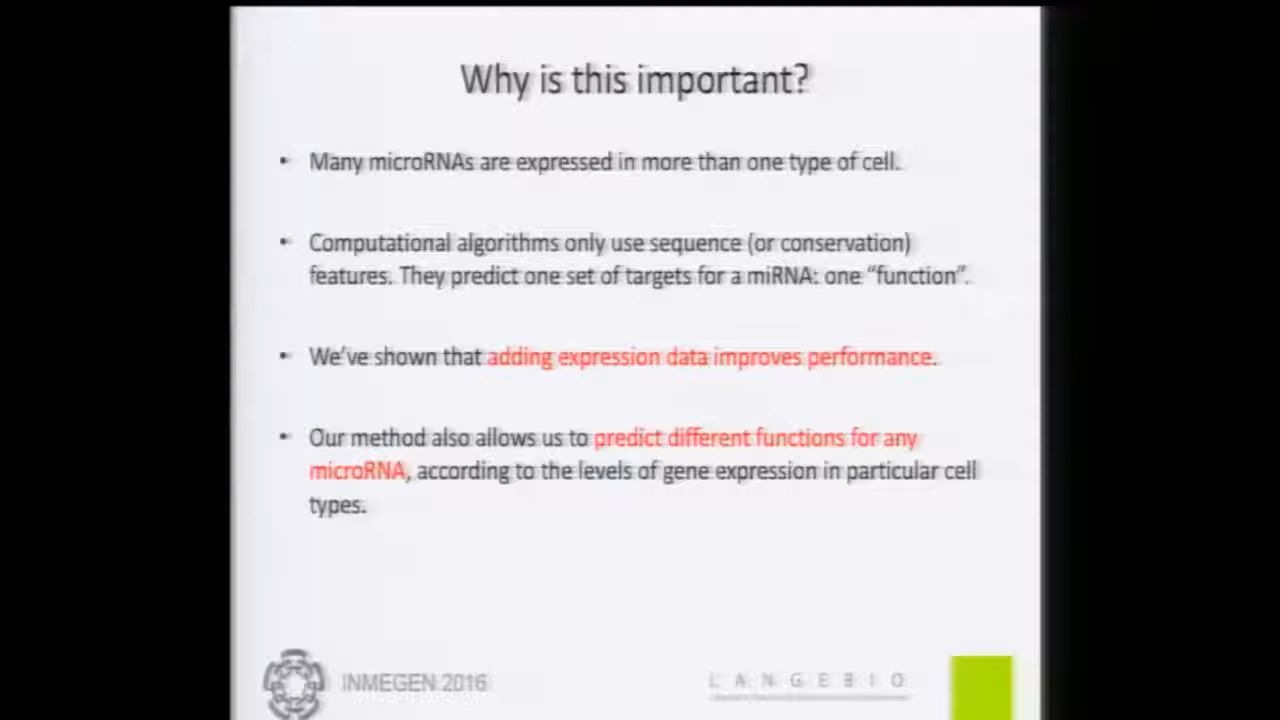 Why is this important?
• Many microRNAs are expressed in more than one type of cell.
• Computational algorithms only use sequence (or conservation)
features. They predict one set of targets for a miRNA: one “function”.
• We’ve shown that adding expression data improves performance.
• Our method also allows us to predict different functions for any
microRNA, according to the levels of gene expression in particular cell
types.
INMEGEN 2016
LANGEBIO